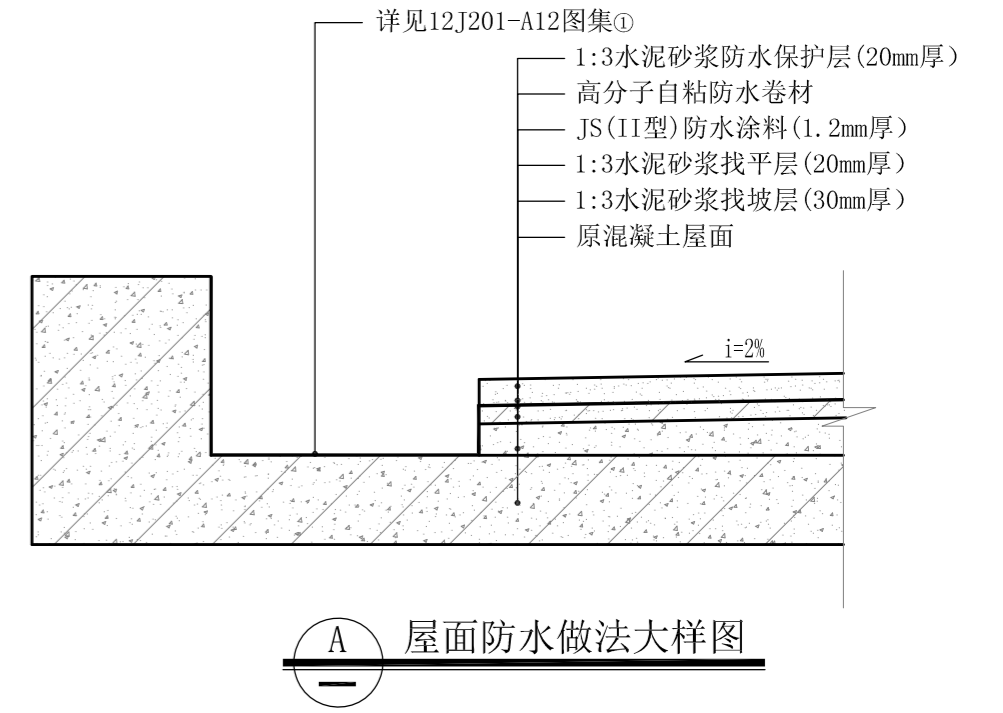 详见12J201-A12图集①
1:3水泥砂浆防水保护层(20mm厚)
高分子自粘防水卷材
JS(II型)防水涂料(1.2mm厚)
1:3水泥砂浆找平层(20mm厚)
1:3水泥砂浆找坡层(30mm厚)
原混凝土屋面
i=2%
A 屋面防水做法大样图